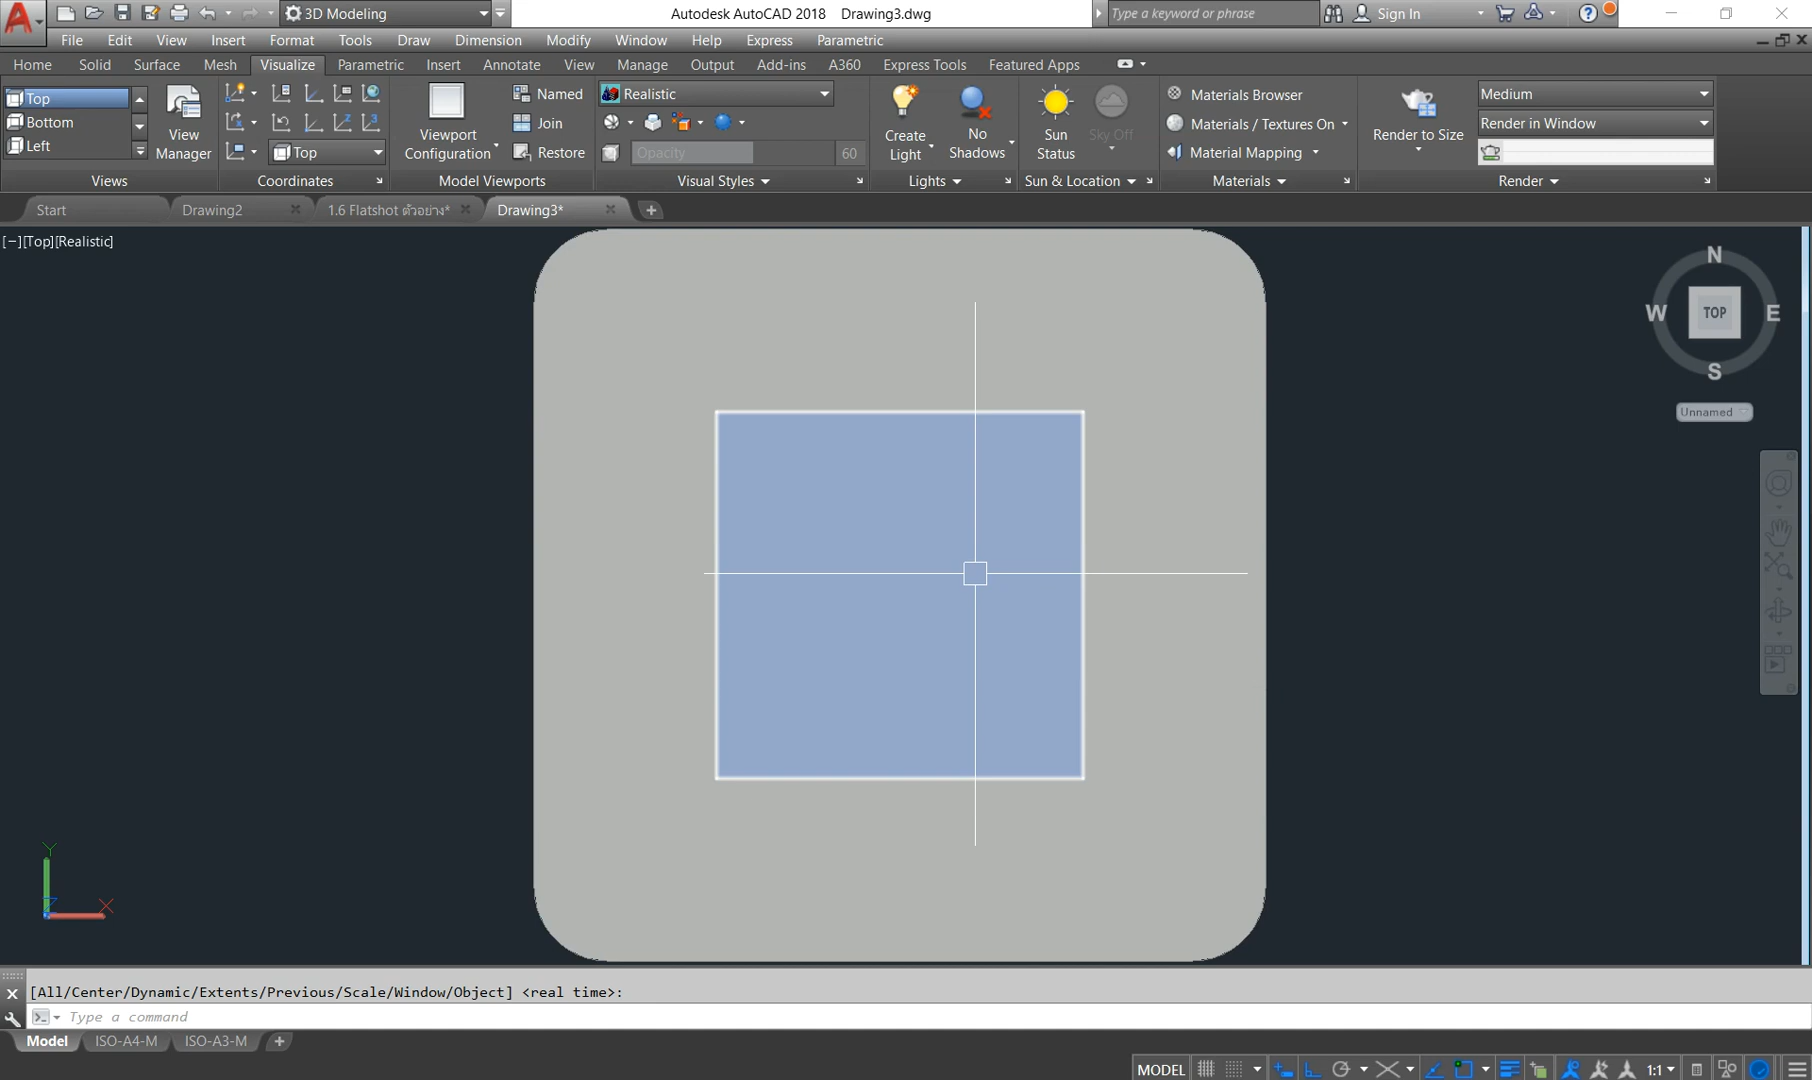 3D Modeling Autodesk AutoCAD 2018 Drawing3.dwg Type a keyword or phrase Sign In
File Edit View Insert Format Tools Draw Dimension Modify Window Help Express Parametric
Home Solid Surface Mesh Visualize Parametric Insert Annotate View Manage Output Add-ins A360 Express Tools Featured Apps
Top
Bottom
Left
View
Manager
Top
Viewport
Configuration
Named
Join
Restore
Realistic
Opacity 60
Create
Light
No
Shadows
Sun
Status
Sky Off
Materials Browser
Materials / Textures On
Material Mapping
Render to Size
Medium
Render in Window
Views Coordinates Model Viewports Visual Styles Lights Sun & Location Materials Render
Start Drawing2 1.6 Flatshot ตัวอย่าง* Drawing3*
[−][Top][Realistic]
N
W TOP E
S
Unnamed
Y
X
Z
[All/Center/Dynamic/Extents/Previous/Scale/Window/Object] <real time>:
Type a command
Model ISO-A4-M ISO-A3-M
MODEL 1:1